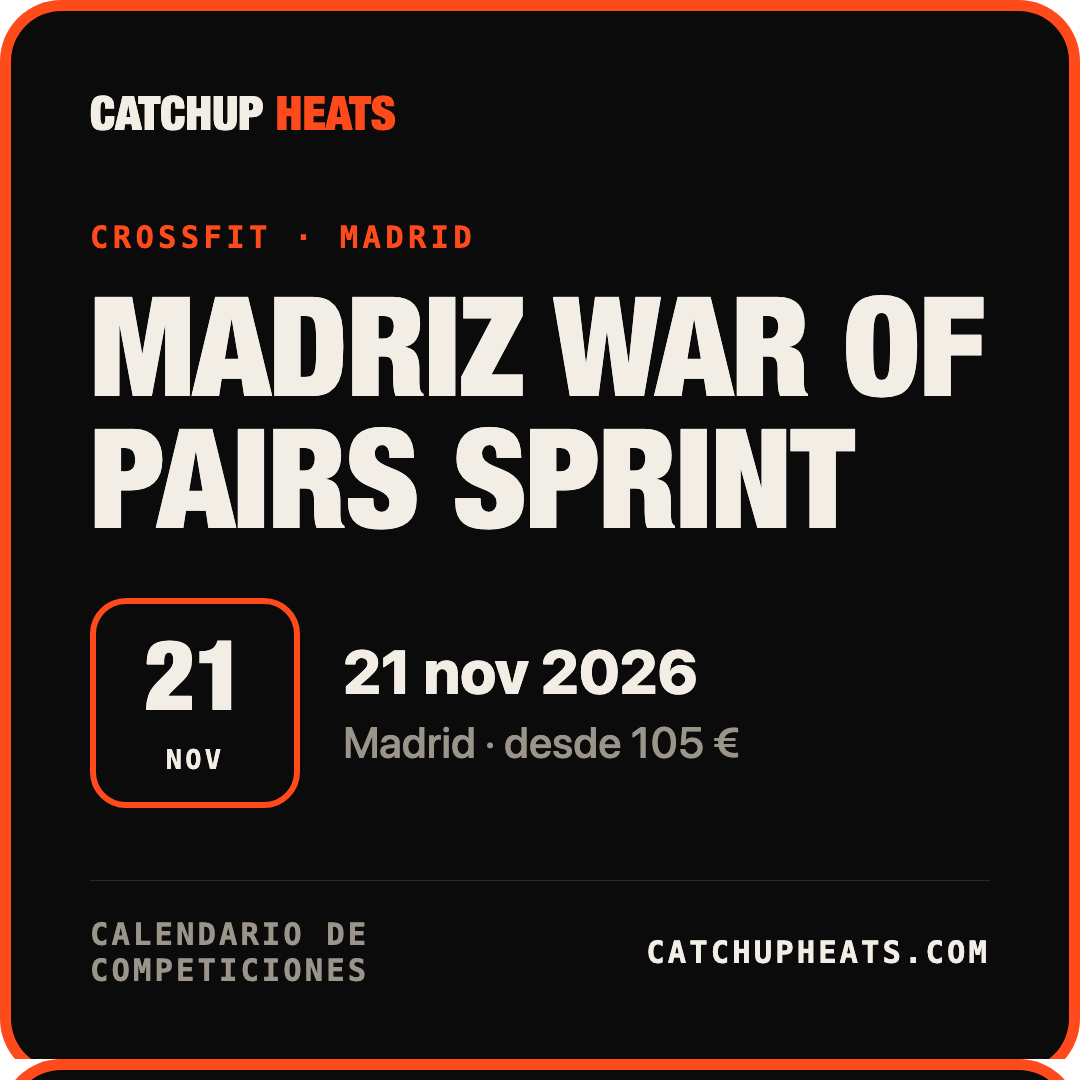 CATCHUP HEATS
CROSSFIT · MADRID
MADRIZ WAR OF
PAIRS SPRINT
21
NOV
21 nov 2026
Madrid · desde 105 €
CALENDARIO DE
COMPETICIONES
CATCHUPHEATS.COM